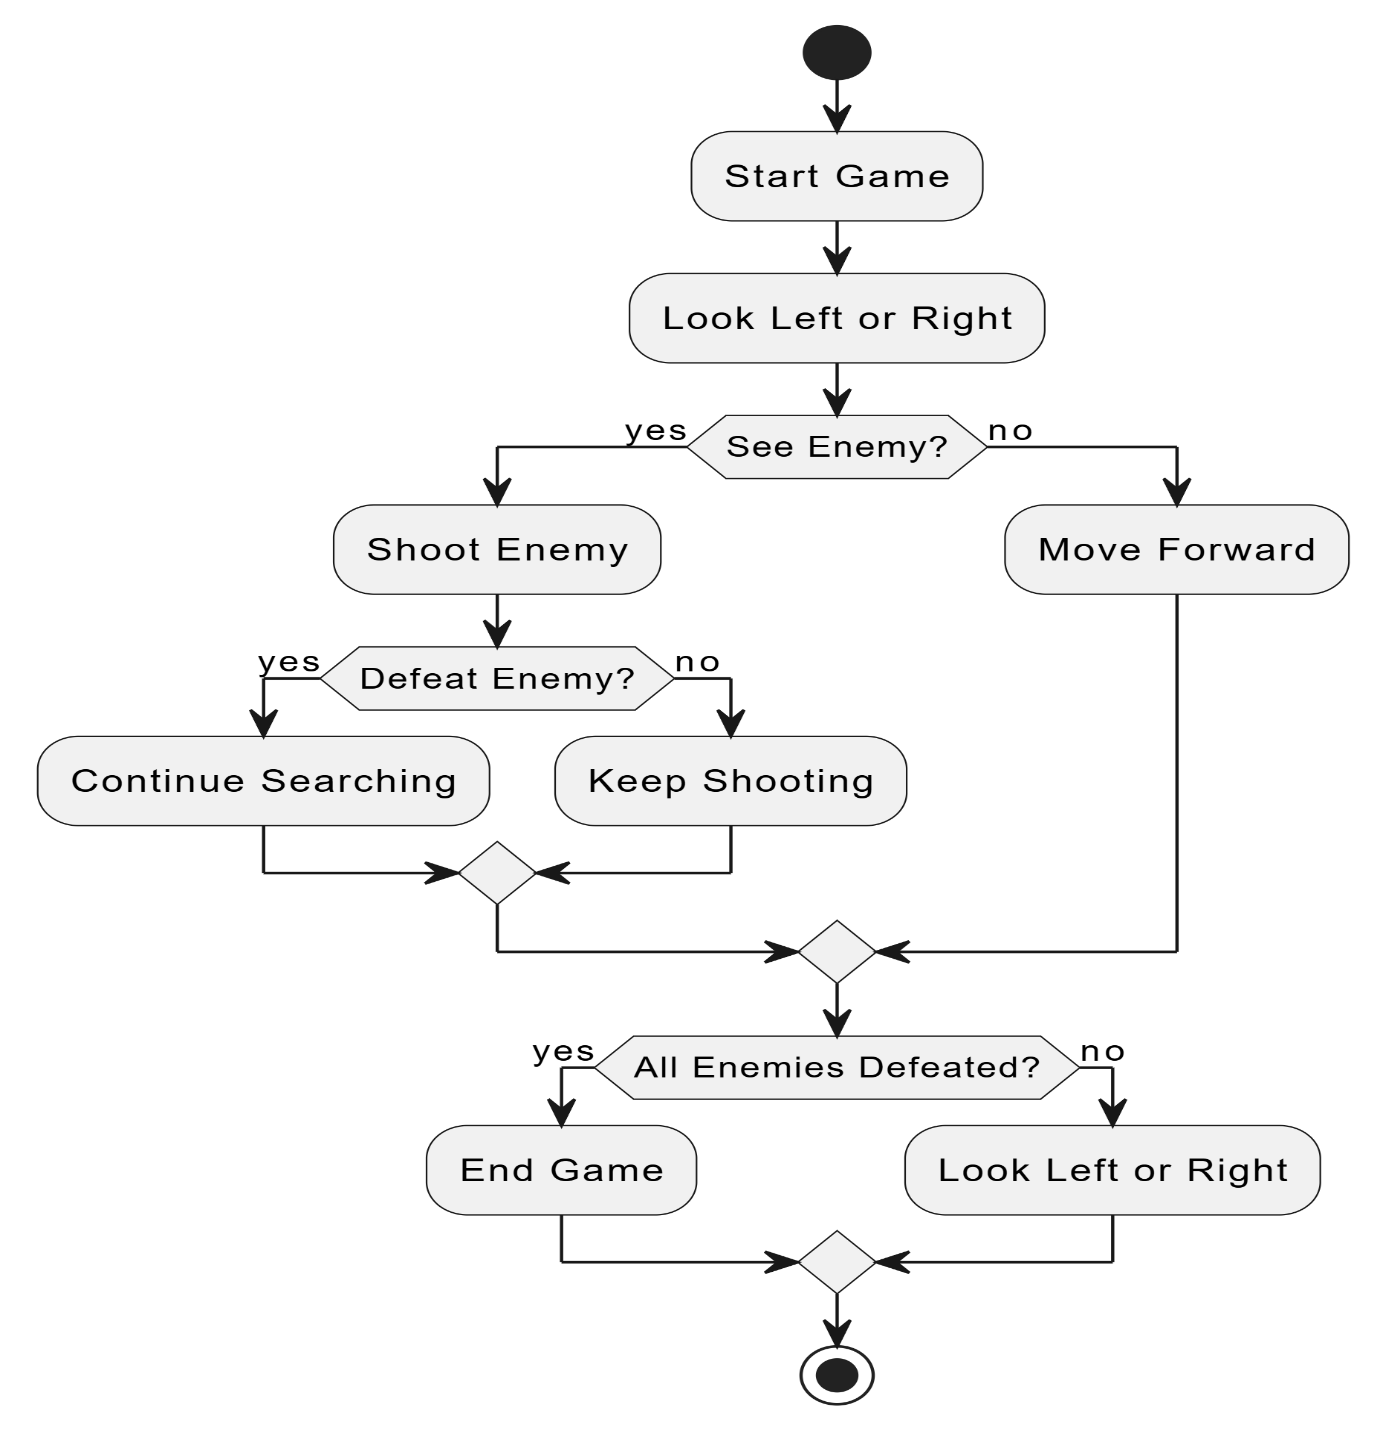 Start Game
Look Left or Right
yes
See Enemy?
no
Shoot Enemy
Move Forward
yes
Defeat Enemy?
no
Continue Searching
Keep Shooting
yes
All Enemies Defeated?
no
End Game
Look Left or Right